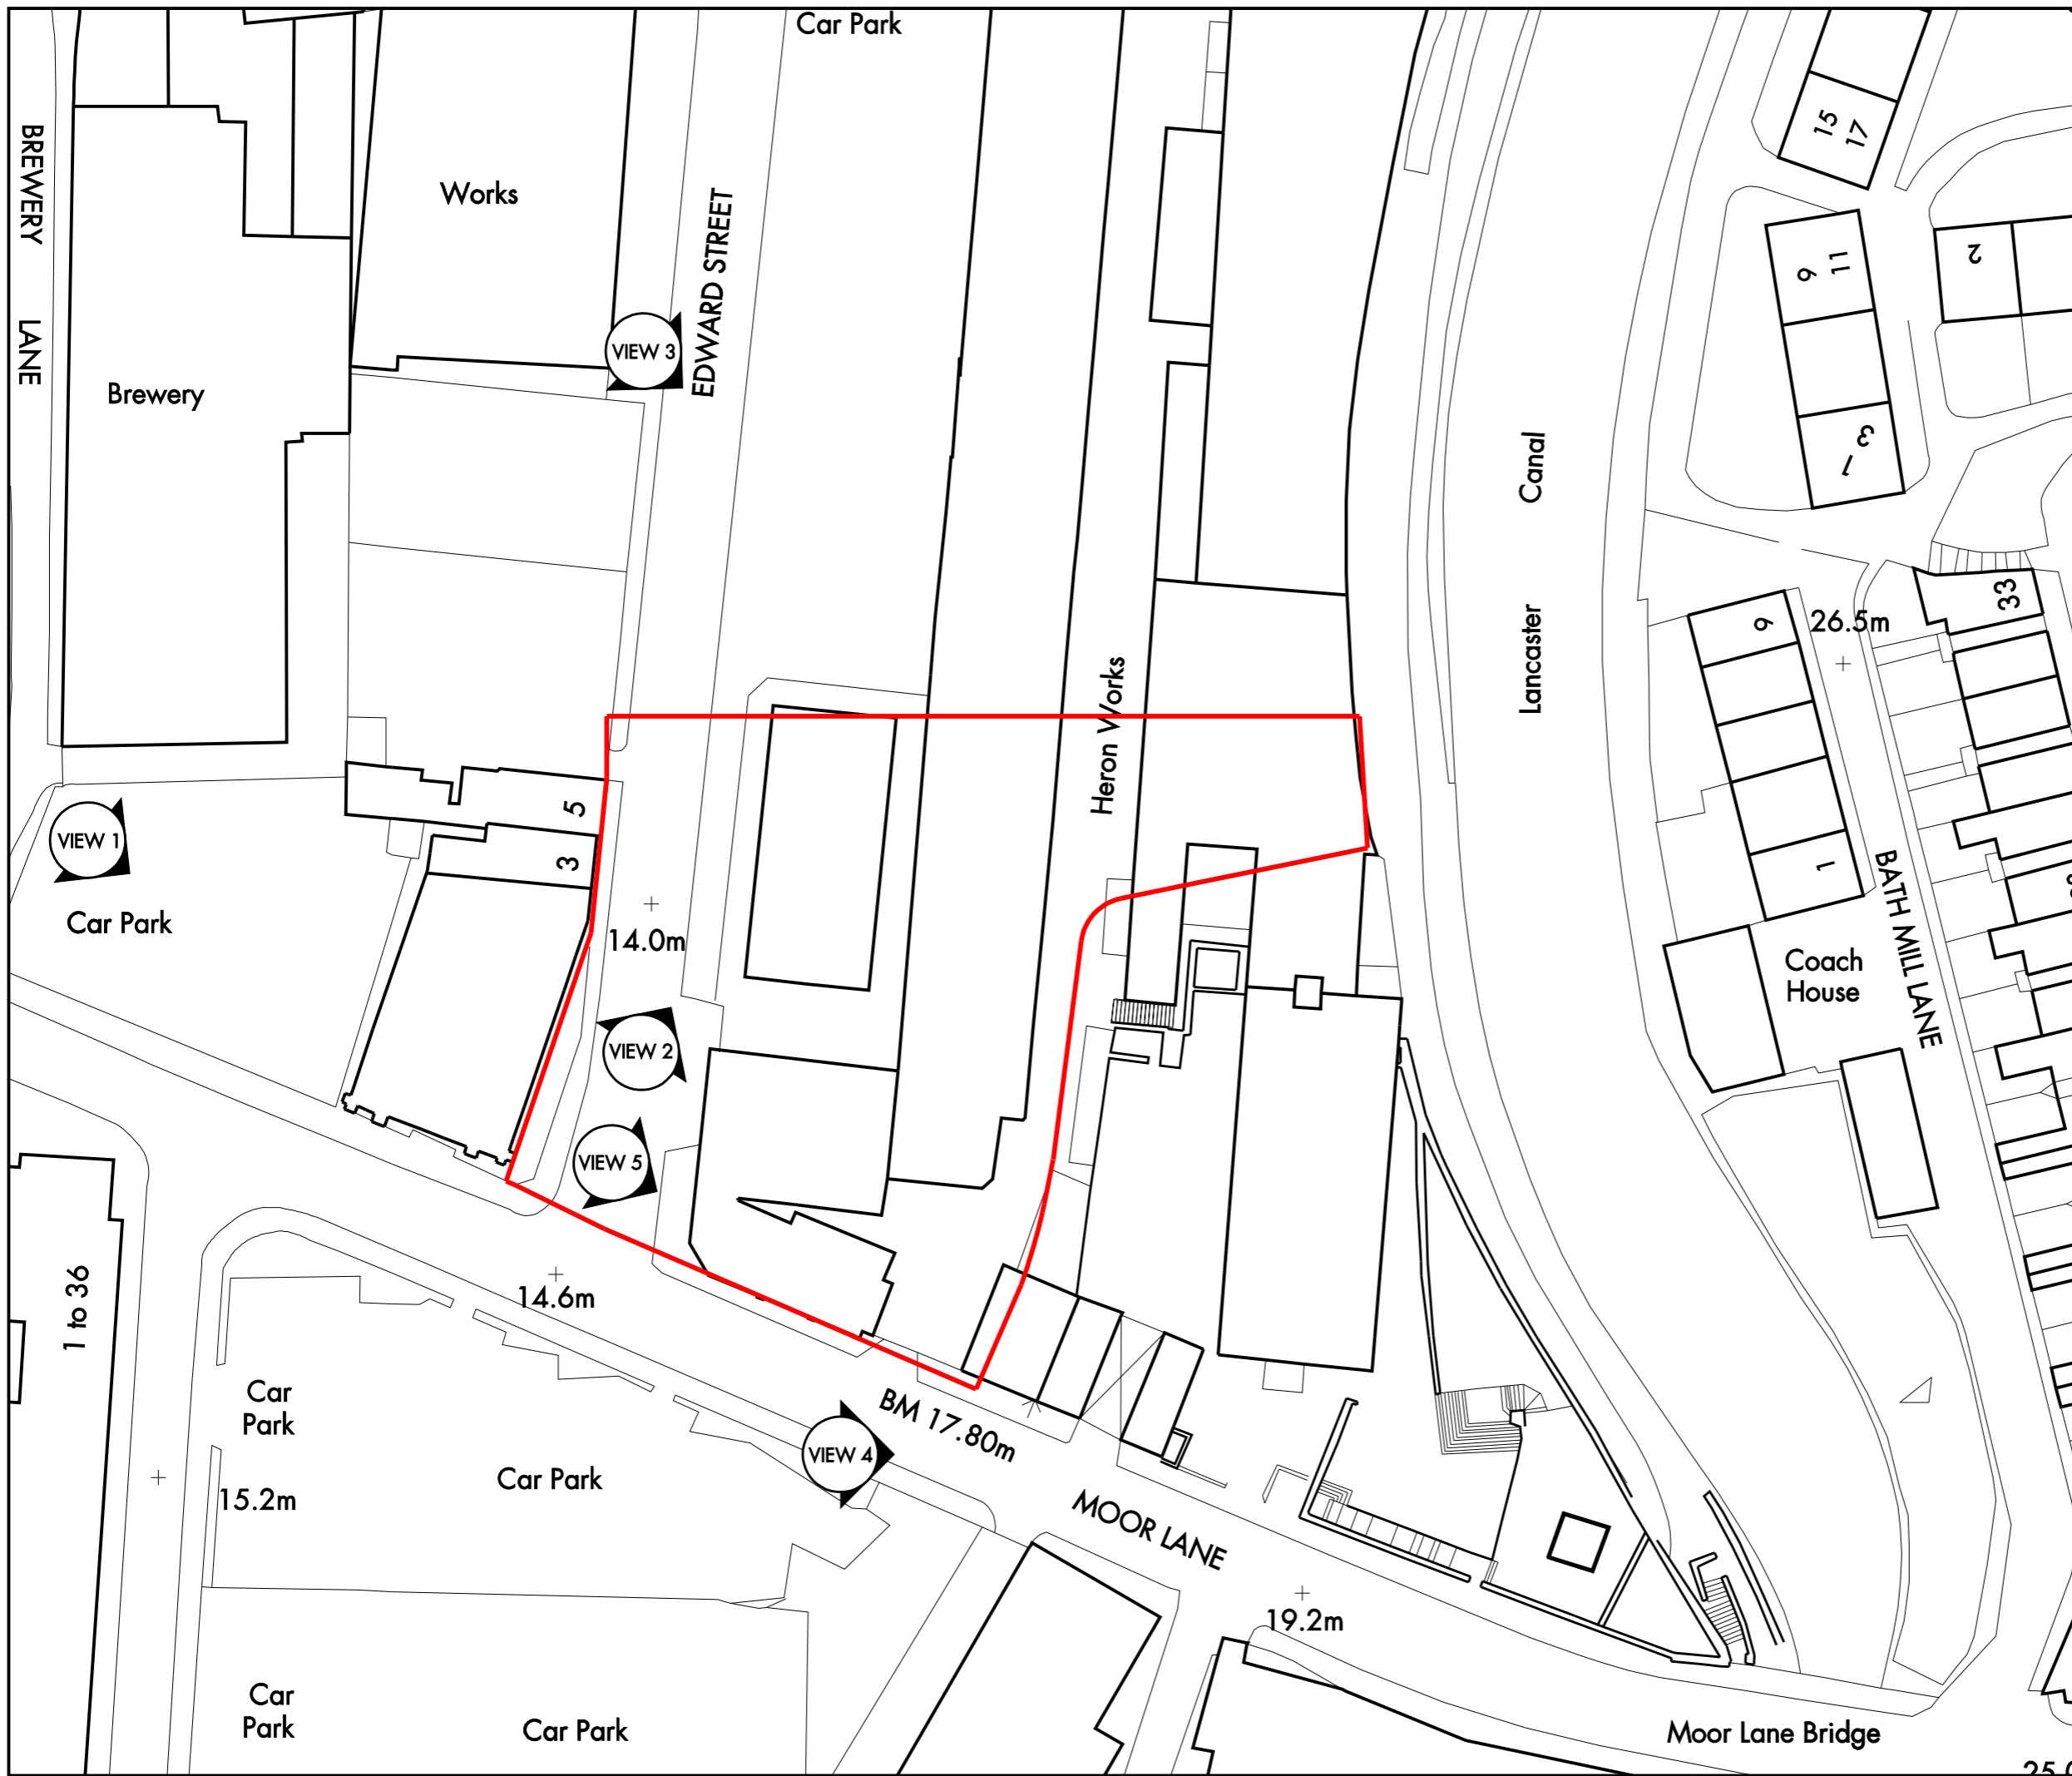 Car Park
BREWERY
LANE
Works
EDWARD STREET
VIEW 3
Brewery
15
17
9
11
2
3
1
Canal
Lancaster
33
9
26.5m
1
Heron Works
5
3
VIEW 1
Car Park
14.0m
VIEW 2
VIEW 5
BATH MILL LANE
Coach
House
1 to 36
14.6m
Car
Park
15.2m
Car Park
VIEW 4
BM 17.80m
MOOR LANE
19.2m
Car
Park
Car Park
Moor Lane Bridge